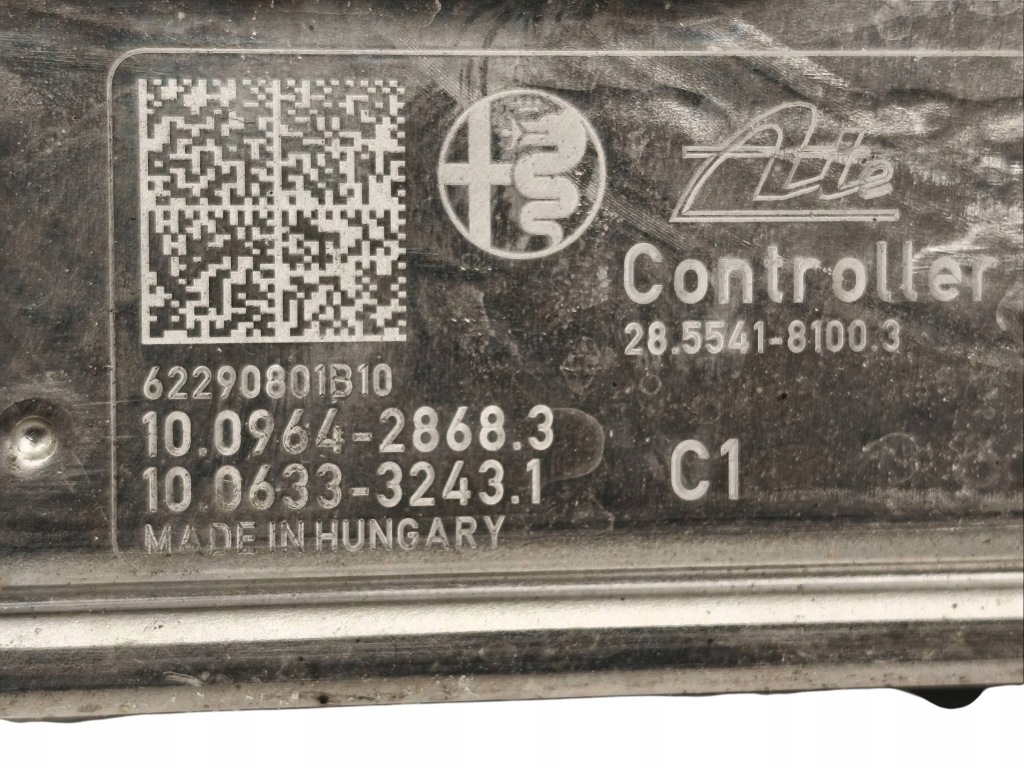 Ate
Controller
28.5541-8100.3
62290801B10
10.0964-2868.3
10.0633-3243.1
C1
MADE IN HUNGARY